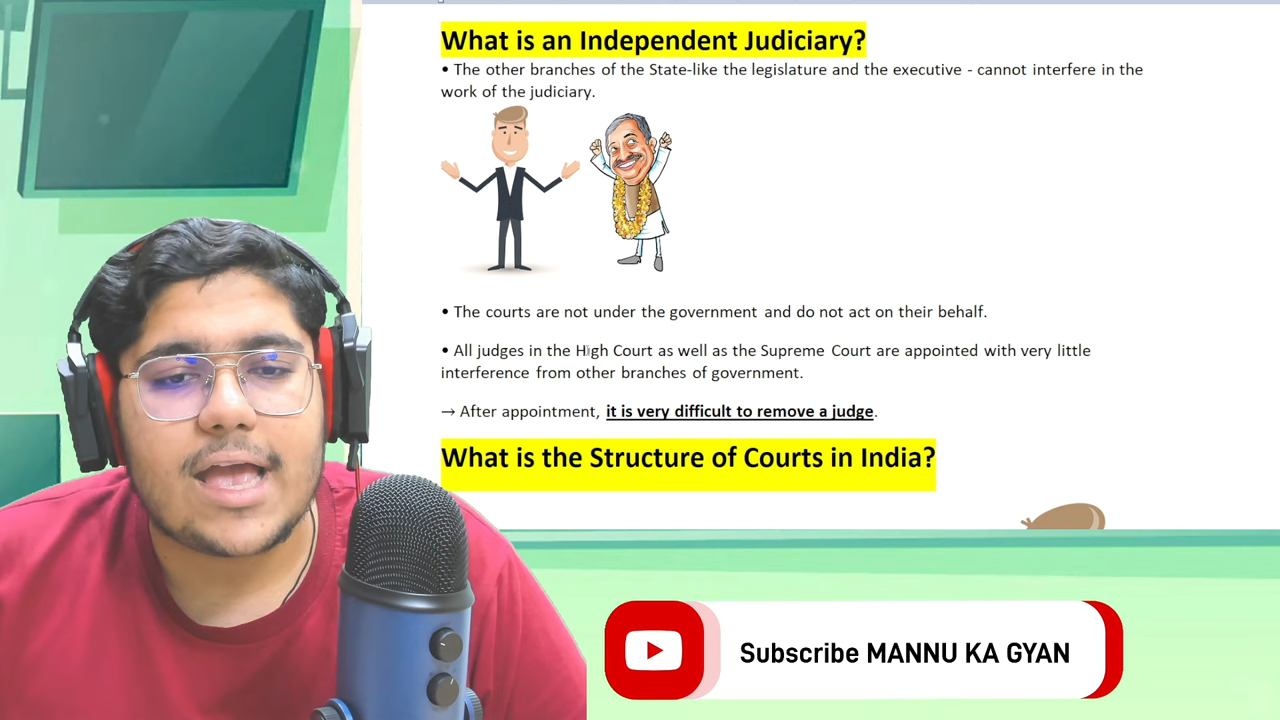 What is an Independent Judiciary?
• The other branches of the State-like the legislature and the executive - cannot interfere in the
work of the judiciary.
• The courts are not under the government and do not act on their behalf.
• All judges in the High Court as well as the Supreme Court are appointed with very little
interference from other branches of government.
→ After appointment, it is very difficult to remove a judge.
What is the Structure of Courts in India?
Subscribe MANNU KA GYAN